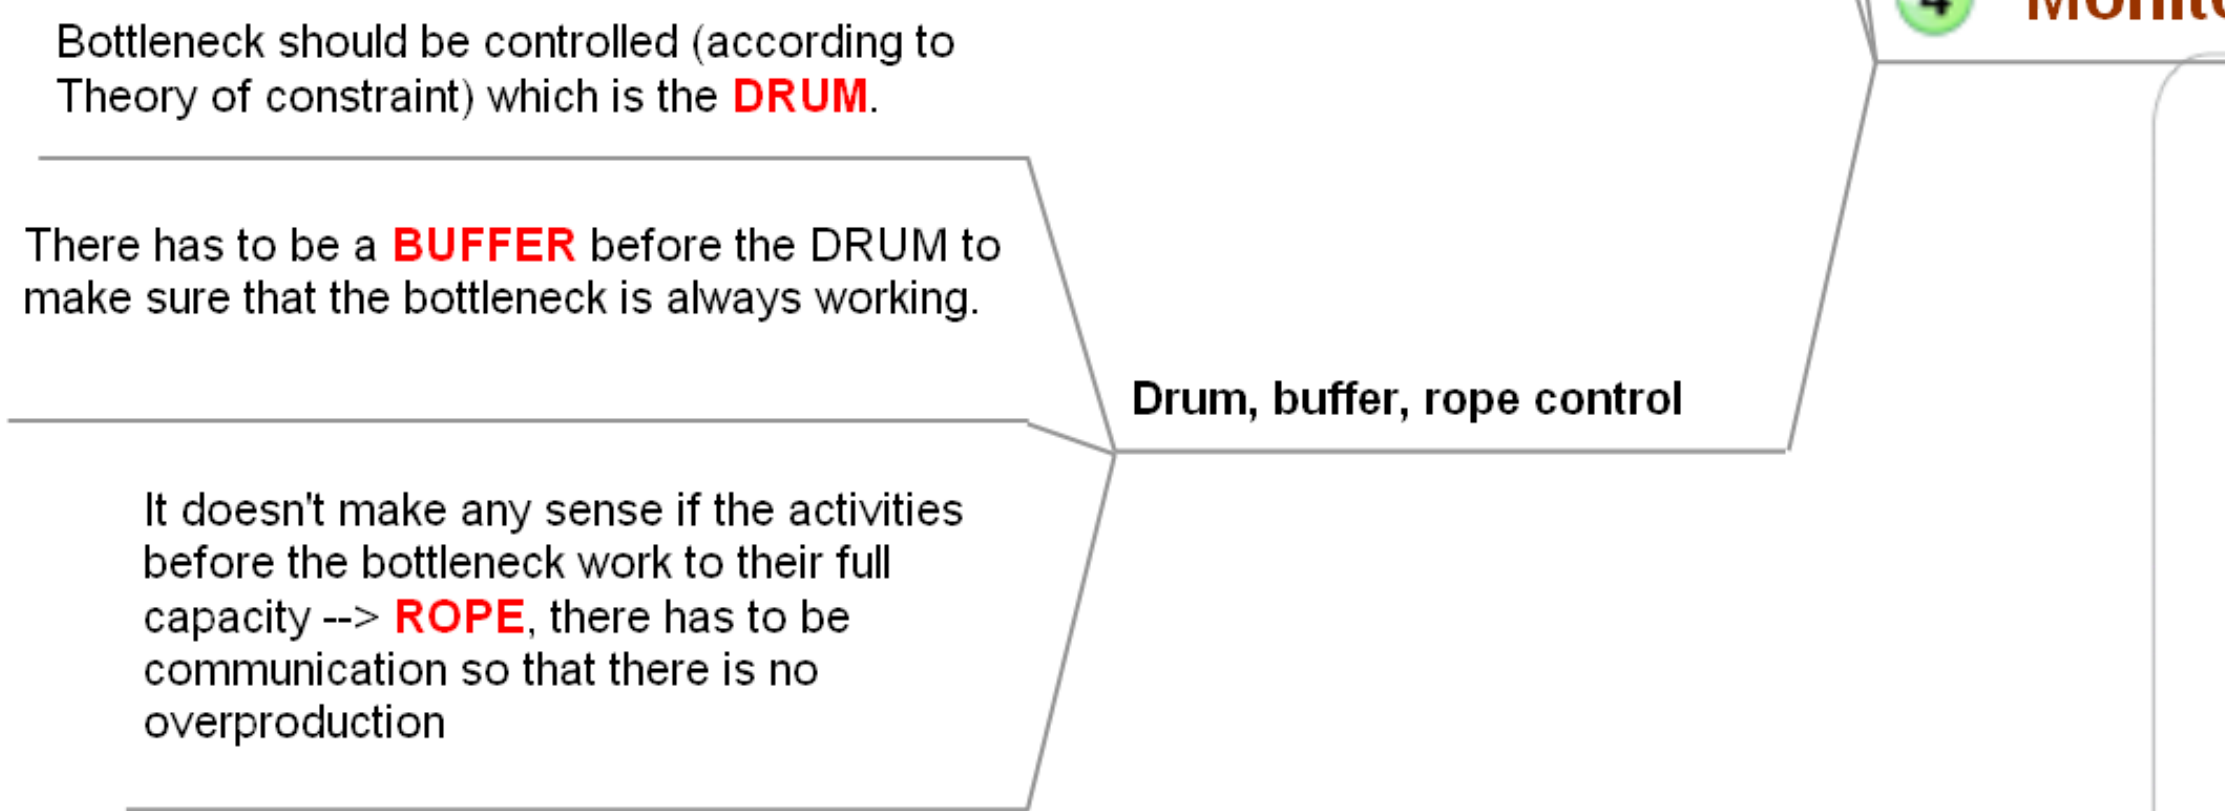 Bottleneck should be controlled (according to
Theory of constraint) which is the DRUM.
There has to be a BUFFER before the DRUM to
make sure that the bottleneck is always working.
Drum, buffer, rope control
It doesn't make any sense if the activities
before the bottleneck work to their full
capacity --> ROPE, there has to be
communication so that there is no
overproduction
4